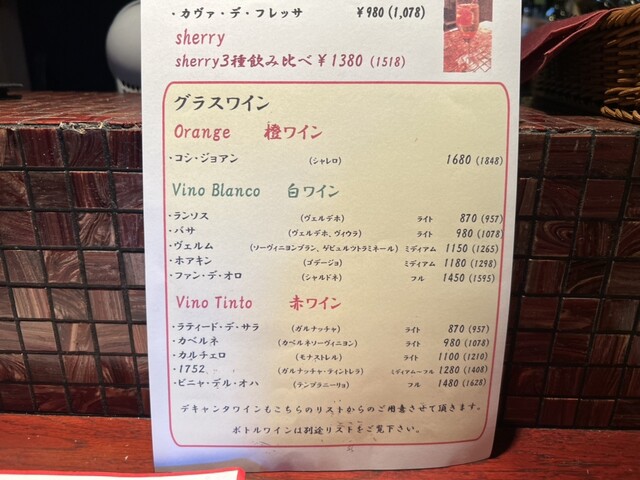 ・カヴァ・デ・フレッサ ￥980 (1,078)
sherry
sherry3種飲み比べ￥1380 (1518)
グラスワイン
Orange 橙ワイン
・コシ・ジョアン (シャレロ) 1680 (1848)
Vino Blanco 白ワイン
・ランソス (ヴェルデホ) ライト 870 (957)
・バサ (ヴェルデホ、ヴィウラ) ライト 980 (1078)
・ヴェルム (ソーヴィニヨンブラン、ゲビュルツトラミネール) ミディアム 1150 (1265)
・ホアキン (ゴデージョ) ミディアム 1180 (1298)
・ファン・デ・オロ (シャルドネ) フル 1450 (1595)
Vino Tinto 赤ワイン
・ラティード・デ・サラ (ガルナッチャ) ライト 870 (957)
・カベルネ (カベルネソーヴィニヨン) ライト 980 (1078)
・カルチェロ (モナストレル) ライト 1100 (1210)
・1752 (ガルナッチャ・ティントレラ) ミディアム～フル 1280 (1408)
・ビニャ・デル・オハ (テンプラニーリョ) フル 1480 (1628)
デキャンタワインもこちらのリストからのご用意させて頂きます。
ボトルワインは別途リストをご覧下さい。